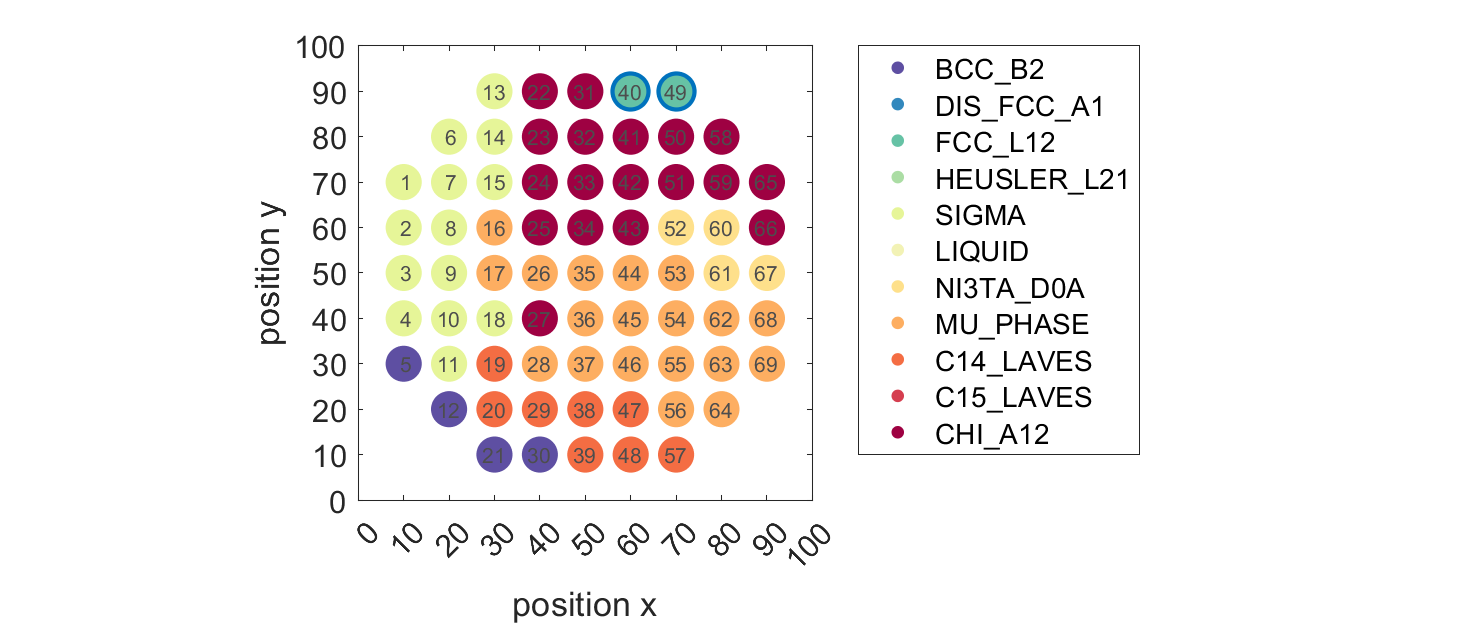 100
90
80
70
60
50
40
30
20
10
0
13 22 31 40 49
6 14 23 32 41 50 58
1 7 15 24 33 42 51 59 65
2 8 16 25 34 43 52 60 66
3 9 17 26 35 44 53 61 67
4 10 18 27 36 45 54 62 68
5 11 19 28 37 46 55 63 69
12 20 29 38 47 56 64
21 30 39 48 57
0 10 20 30 40 50 60 70 80 90 100
position x
position y
BCC_B2
DIS_FCC_A1
FCC_L12
HEUSLER_L21
SIGMA
LIQUID
NI3TA_D0A
MU_PHASE
C14_LAVES
C15_LAVES
CHI_A12